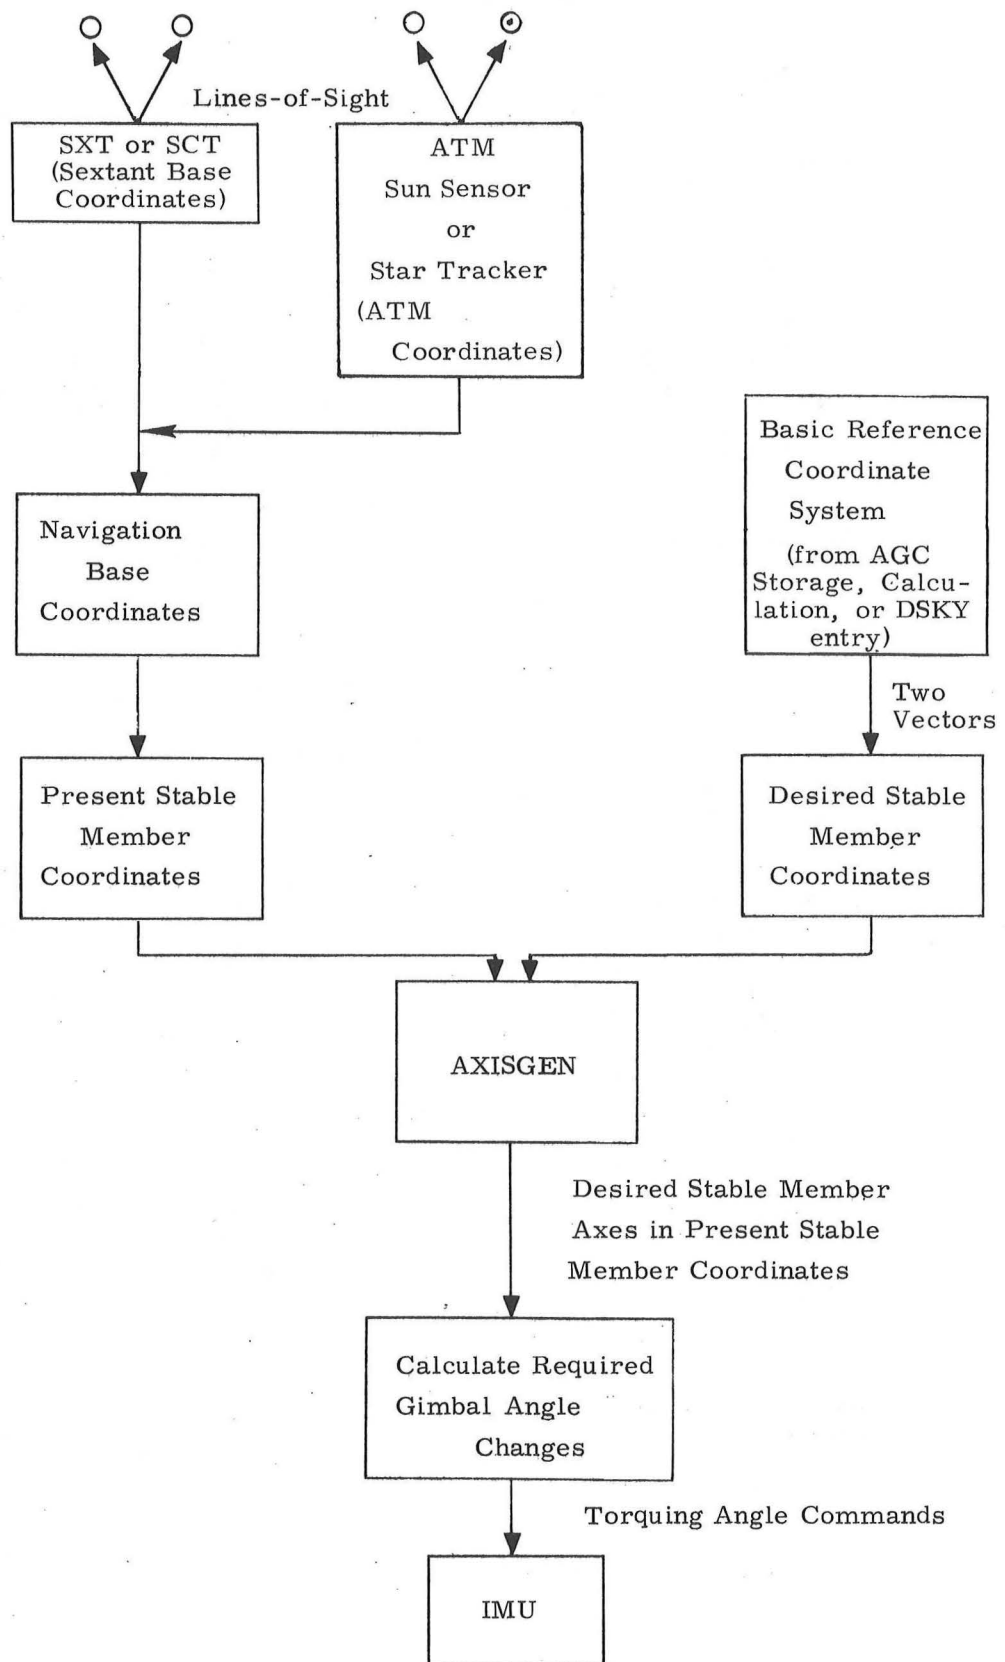 Lines-of-Sight
SXT or SCT
(Sextant Base
Coordinates)
ATM
Sun Sensor
or
Star Tracker
(ATM
Coordinates)
Basic Reference
Coordinate
System
(from AGC
Storage, Calcu-
lation, or DSKY
entry)
Navigation
Base
Coordinates
Two
Vectors
Present Stable
Member
Coordinates
Desired Stable
Member
Coordinates
AXISGEN
Desired Stable Member
Axes in Present Stable
Member Coordinates
Calculate Required
Gimbal Angle
Changes
Torquing Angle Commands
IMU